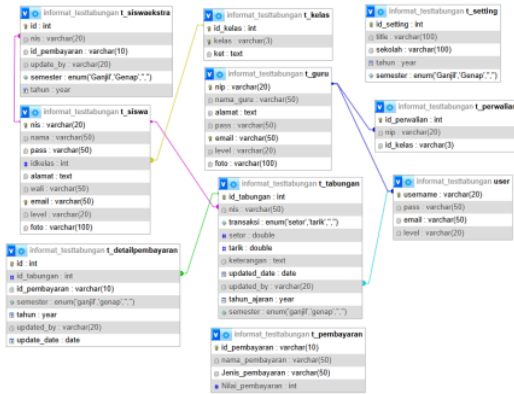 informat_testtabungan t_siswaekstra
id : int
nis : varchar(20)
id_pembayaran : varchar(10)
update_by : varchar(20)
semester : enum('Ganjil','Genap','','')
tahun : year
informat_testtabungan t_kelas
id_kelas : int
kelas : varchar(3)
ket : text
informat_testtabungan t_setting
id_setting : int
title : varchar(100)
sekolah : varchar(100)
tahun : year
semester : enum('Ganjil','Genap','','')
informat_testtabungan t_guru
nip : varchar(20)
nama_guru : varchar(50)
alamat : text
pass : varchar(50)
email : varchar(50)
level : varchar(20)
foto : varchar(100)
informat_testtabungan t_siswa
nis : varchar(20)
nama : varchar(50)
pass : varchar(50)
idkelas : int
alamat : text
wali : varchar(50)
email : varchar(50)
level : varchar(20)
foto : varchar(100)
informat_testtabungan t_perwalian
id_perwalian : int
nip : varchar(20)
id_kelas : varchar(3)
informat_testtabungan t_tabungan
id_tabungan : int
nis : varchar(50)
transaksi : enum('setor','tarik','','')
setor : double
tarik : double
keterangan : text
updated_date : date
updated_by : varchar(20)
tahun_ajaran : year
semester : enum('ganjil','genap','','')
informat_testtabungan user
username : varchar(20)
pass : varchar(50)
email : varchar(50)
level : varchar(20)
informat_testtabungan t_detailpembayaran
id : int
id_tabungan : int
id_pembayaran : varchar(10)
semester : enum('ganjil','genap','','')
tahun : year
updated_by : varchar(20)
update_date : date
informat_testtabungan t_pembayaran
id_pembayaran : varchar(10)
nama_pembayaran : varchar(50)
Jenis_pembayaran : varchar(50)
Nilai_pembayaran : int